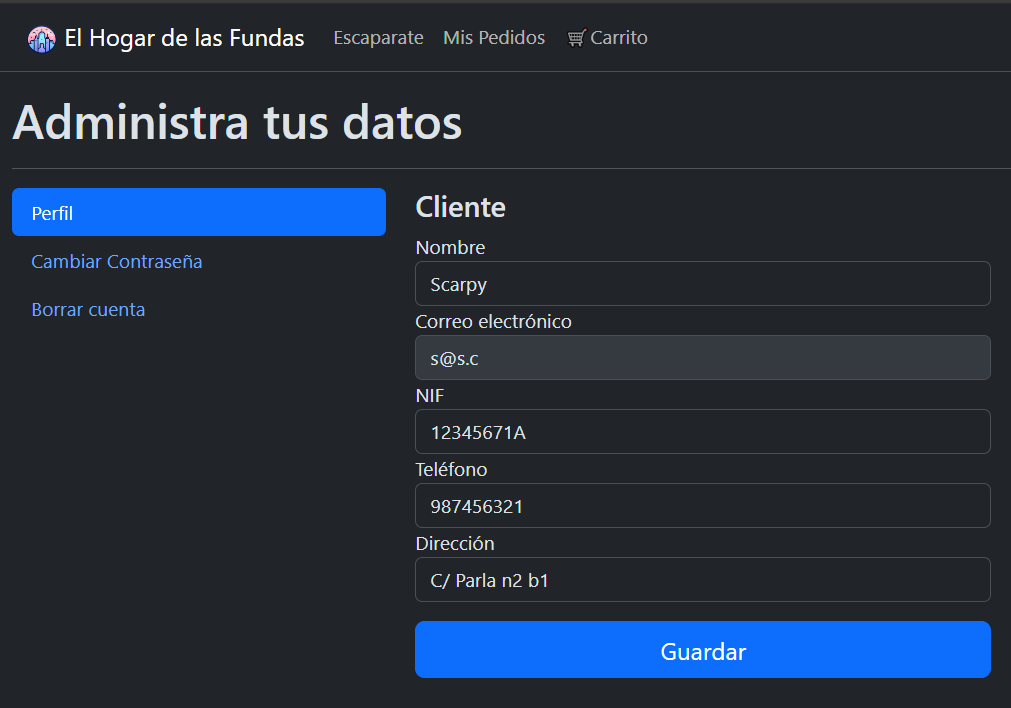 El Hogar de las Fundas Escaparate Mis Pedidos Carrito
Administra tus datos
Perfil
Cambiar Contraseña
Borrar cuenta
Cliente
Nombre
Scarpy
Correo electrónico
s@s.c
NIF
12345671A
Teléfono
987456321
Dirección
C/ Parla n2 b1
Guardar